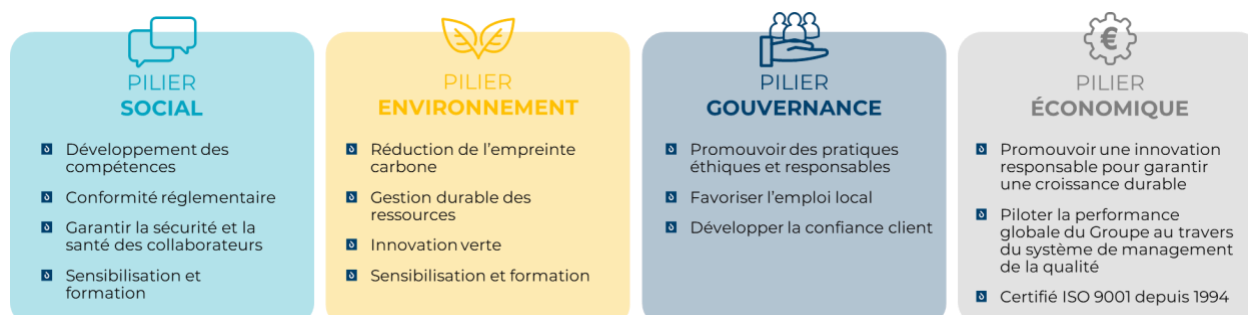 PILIER
SOCIAL
Développement des
compétences
Conformité réglementaire
Garantir la sécurité et la
santé des collaborateurs
Sensibilisation et
formation
PILIER
ENVIRONNEMENT
Réduction de l’empreinte
carbone
Gestion durable des
ressources
Innovation verte
Sensibilisation et formation
PILIER
GOUVERNANCE
Promouvoir des pratiques
éthiques et responsables
Favoriser l’emploi local
Développer la confiance client
€
PILIER
ÉCONOMIQUE
Promouvoir une innovation
responsable pour garantir
une croissance durable
Piloter la performance
globale du Groupe au travers
du système de management
de la qualité
Certifié ISO 9001 depuis 1994